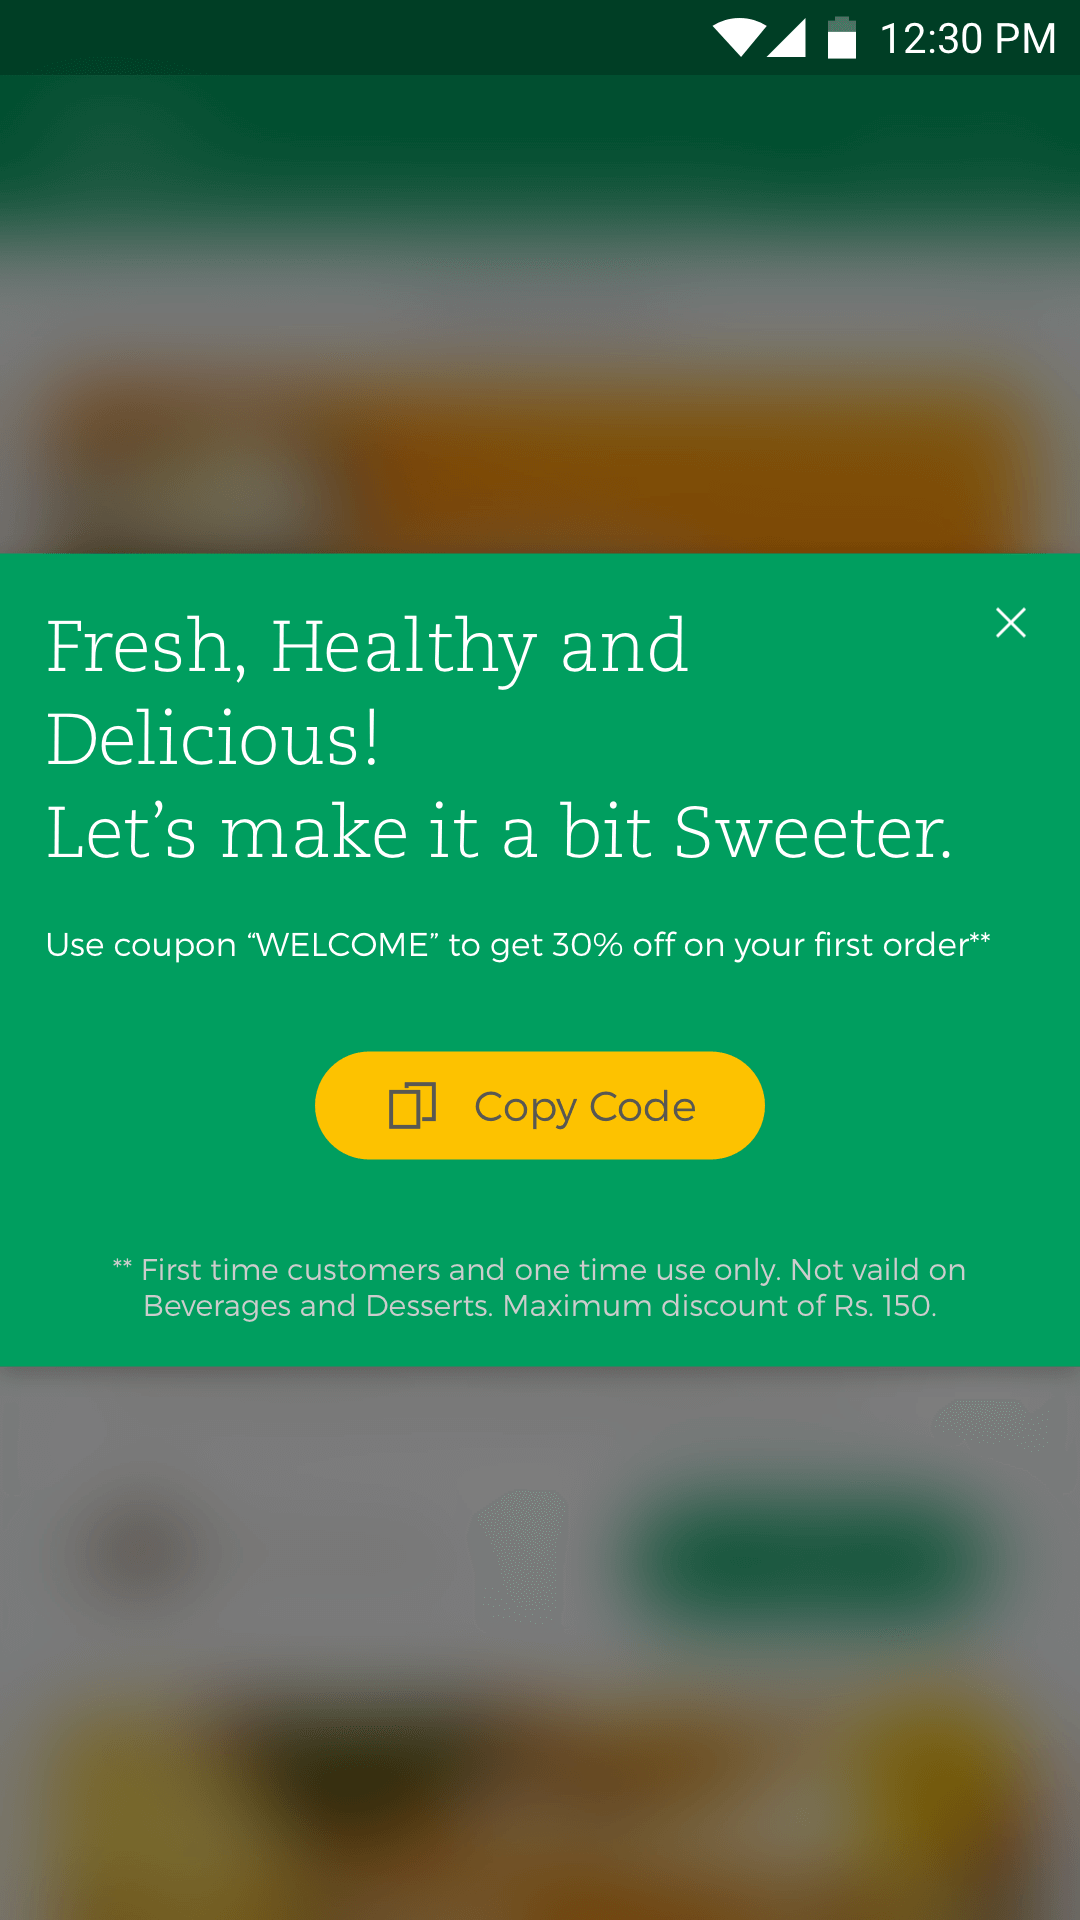 12:30 PM
Fresh, Healthy and
Delicious!
Let’s make it a bit Sweeter.
Use coupon “WELCOME” to get 30% off on your first order**
Copy Code
** First time customers and one time use only. Not vaild on
Beverages and Desserts. Maximum discount of Rs. 150.